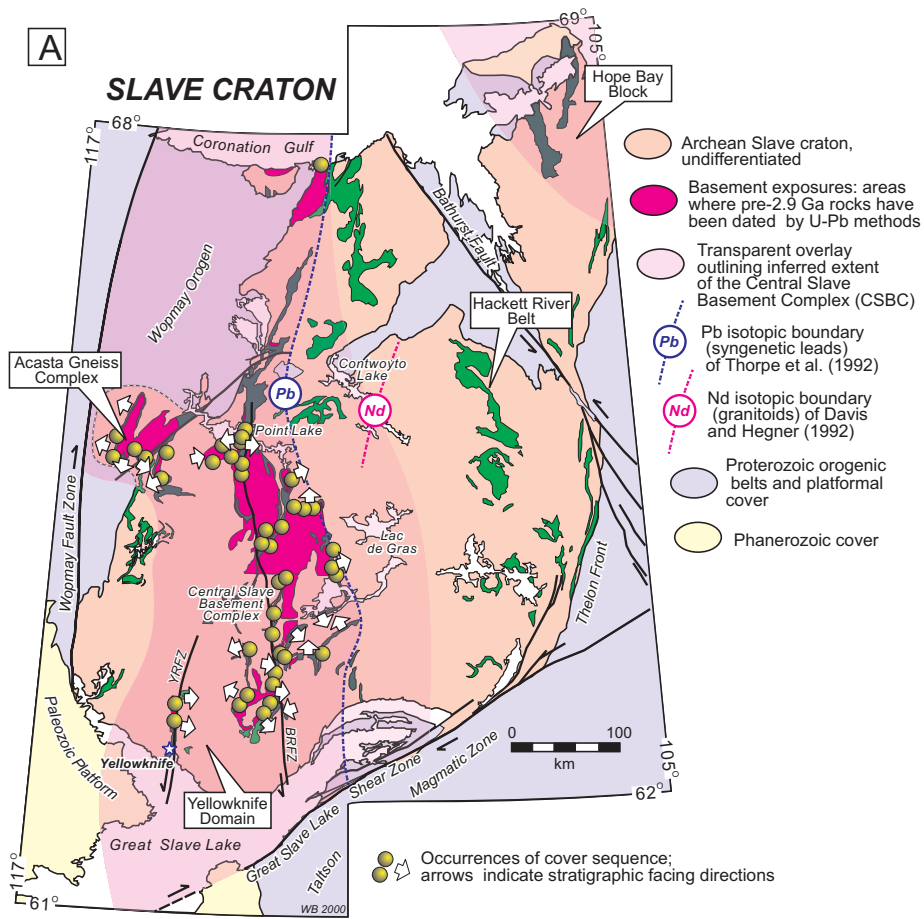 A
SLAVE CRATON
69°
105°
117°
68°
Coronation Gulf
Hope Bay
Block
Bathurst Fault
Wopmay Orogen
Hackett River
Belt
Acasta Gneiss
Complex
Contwoyto
Lake
Pb
Nd
Point Lake
Wopmay Fault Zone
Lac
de Gras
Central Slave
Basement
Complex
Thelon Front
YRFZ
BRFZ
Paleozoic Platform
Yellowknife
Yellowknife
Domain
Great Slave Lake
Great Slave Lake Shear Zone
Magmatic Zone
Taltson
0 100
km
105°
62°
117°
61°
WB 2000
Archean Slave craton,
undifferentiated
Basement exposures: areas
where pre-2.9 Ga rocks have
been dated by U-Pb methods
Transparent overlay
outlining inferred extent
of the Central Slave
Basement Complex (CSBC)
Pb
Pb isotopic boundary
(syngenetic leads)
of Thorpe et al. (1992)
Nd
Nd isotopic boundary
(granitoids) of Davis
and Hegner (1992)
Proterozoic orogenic
belts and platformal
cover
Phanerozoic cover
Occurrences of cover sequence;
arrows indicate stratigraphic facing directions